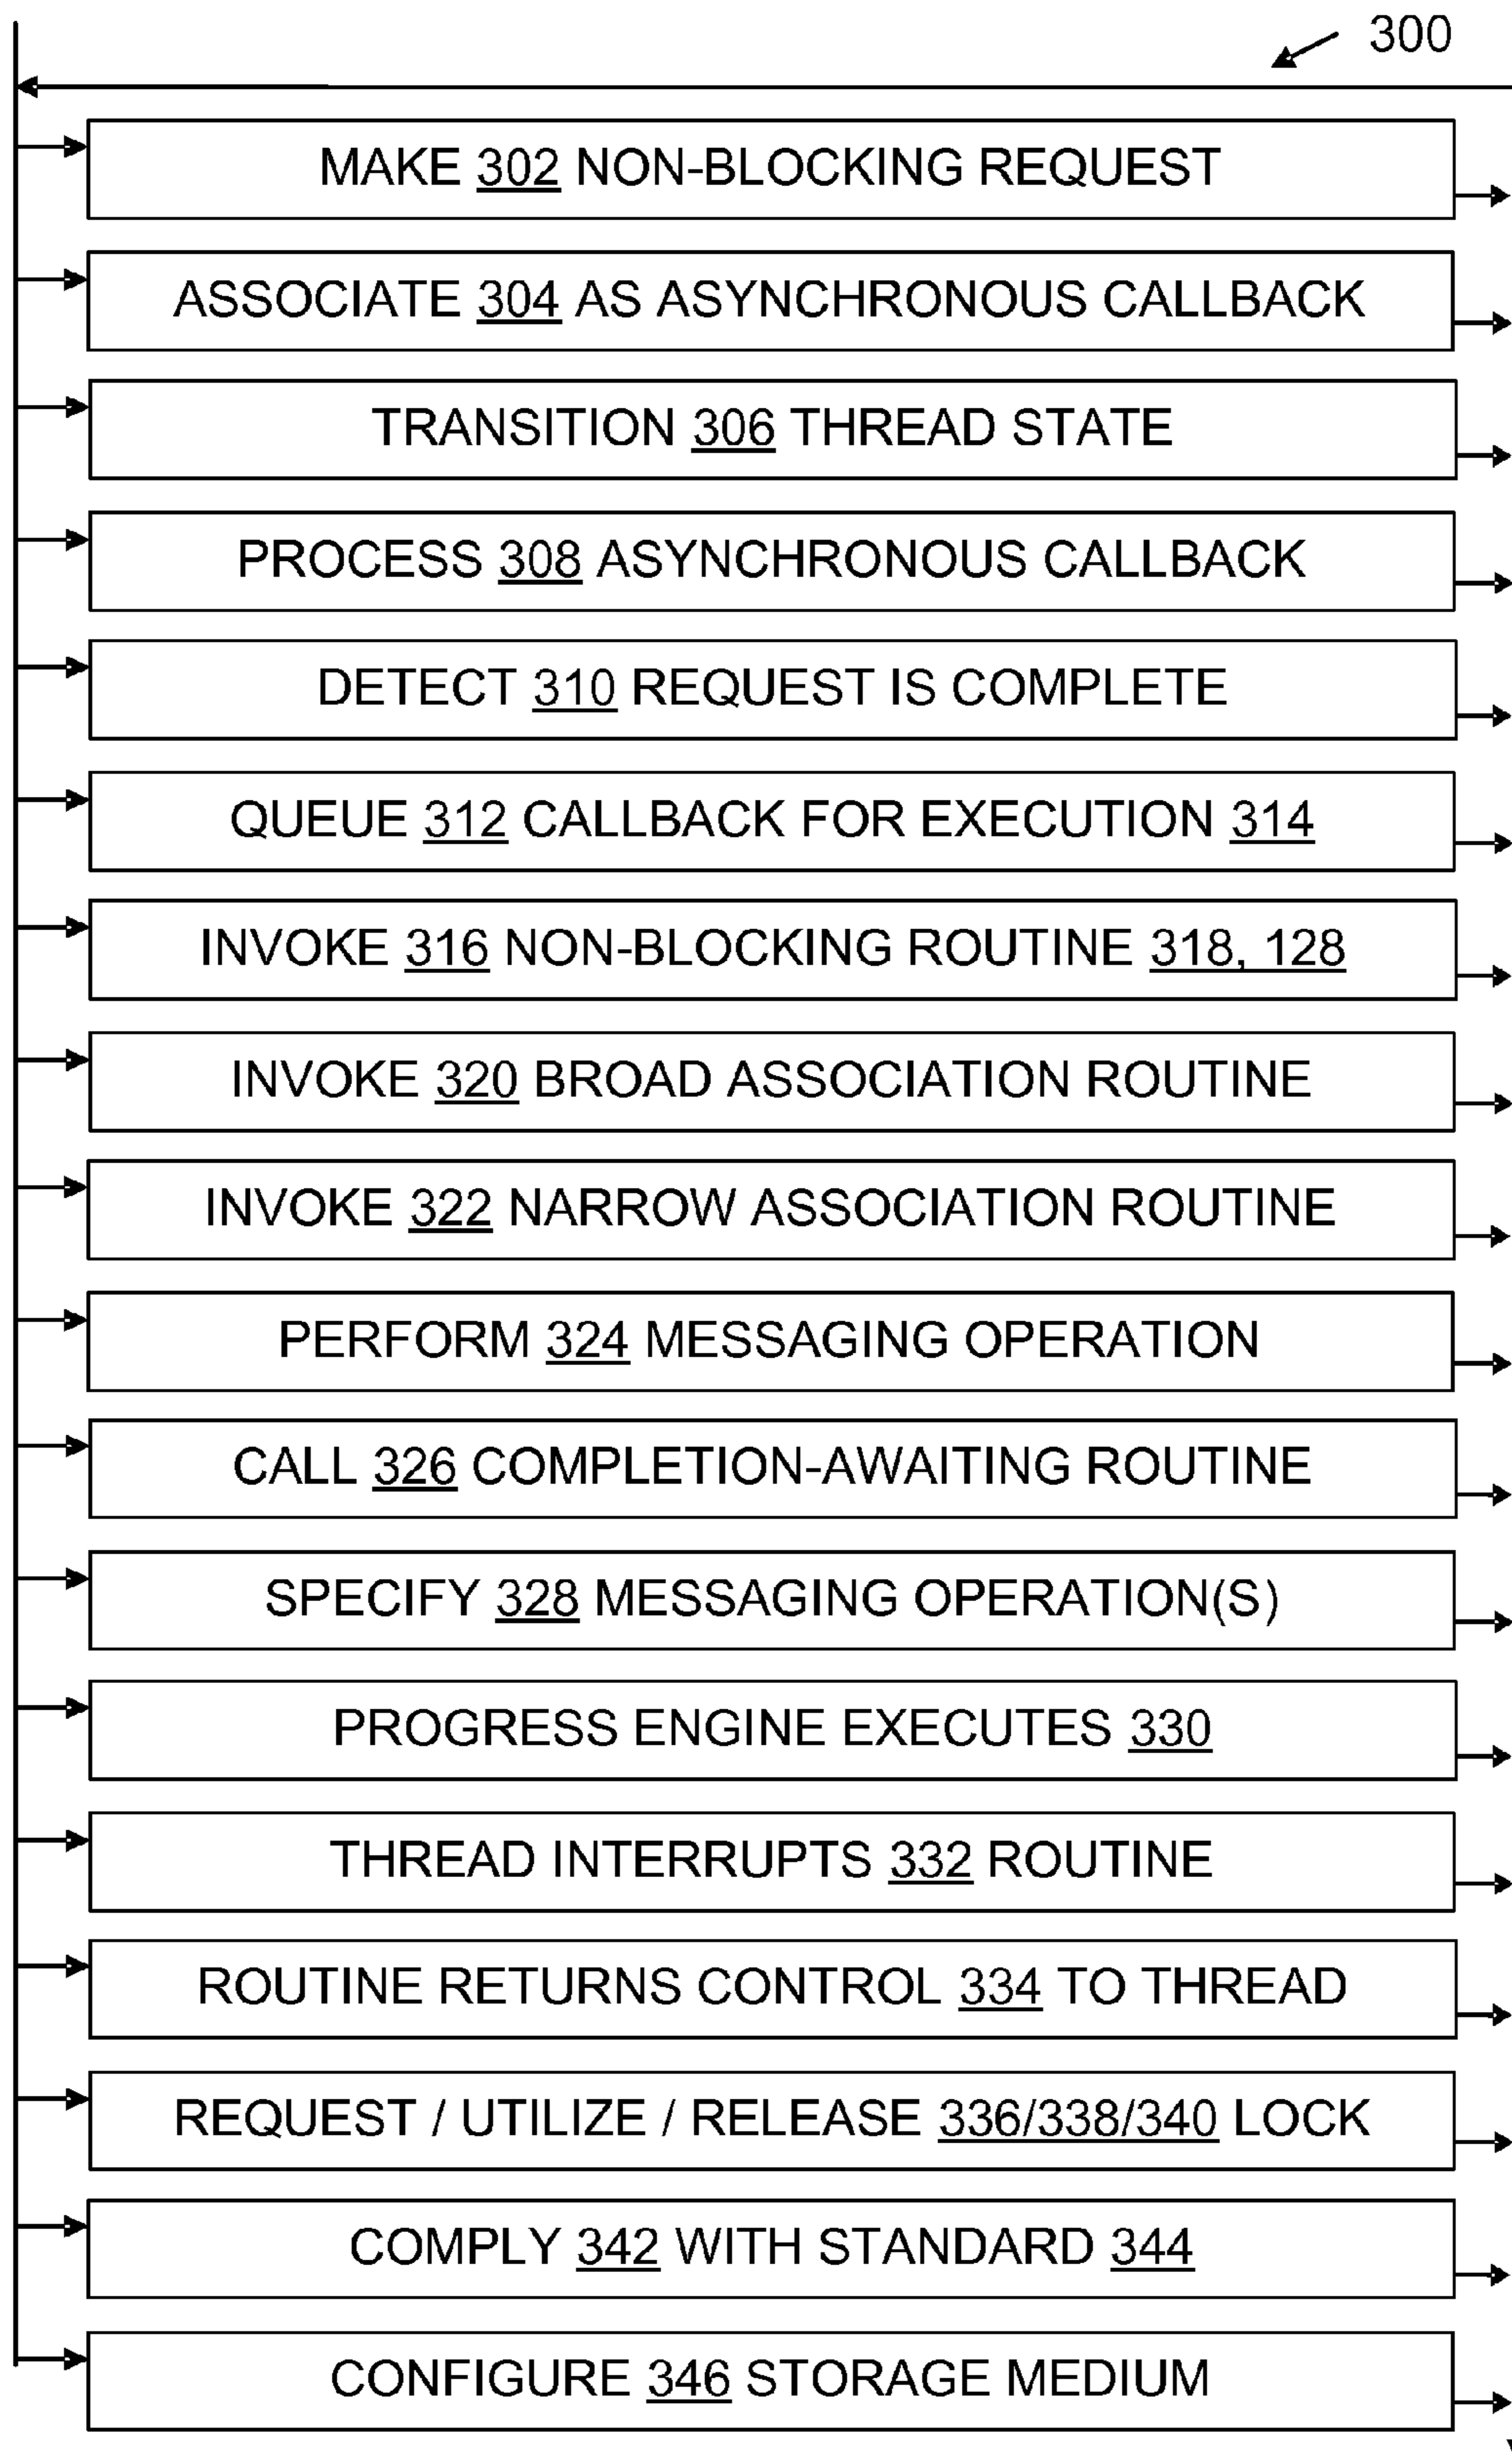 300
MAKE 302 NON-BLOCKING REQUEST
ASSOCIATE 304 AS ASYNCHRONOUS CALLBACK
TRANSITION 306 THREAD STATE
PROCESS 308 ASYNCHRONOUS CALLBACK
DETECT 310 REQUEST IS COMPLETE
QUEUE 312 CALLBACK FOR EXECUTION 314
INVOKE 316 NON-BLOCKING ROUTINE 318, 128
INVOKE 320 BROAD ASSOCIATION ROUTINE
INVOKE 322 NARROW ASSOCIATION ROUTINE
PERFORM 324 MESSAGING OPERATION
CALL 326 COMPLETION-AWAITING ROUTINE
SPECIFY 328 MESSAGING OPERATION(S)
PROGRESS ENGINE EXECUTES 330
THREAD INTERRUPTS 332 ROUTINE
ROUTINE RETURNS CONTROL 334 TO THREAD
REQUEST / UTILIZE / RELEASE 336/338/340 LOCK
COMPLY 342 WITH STANDARD 344
CONFIGURE 346 STORAGE MEDIUM